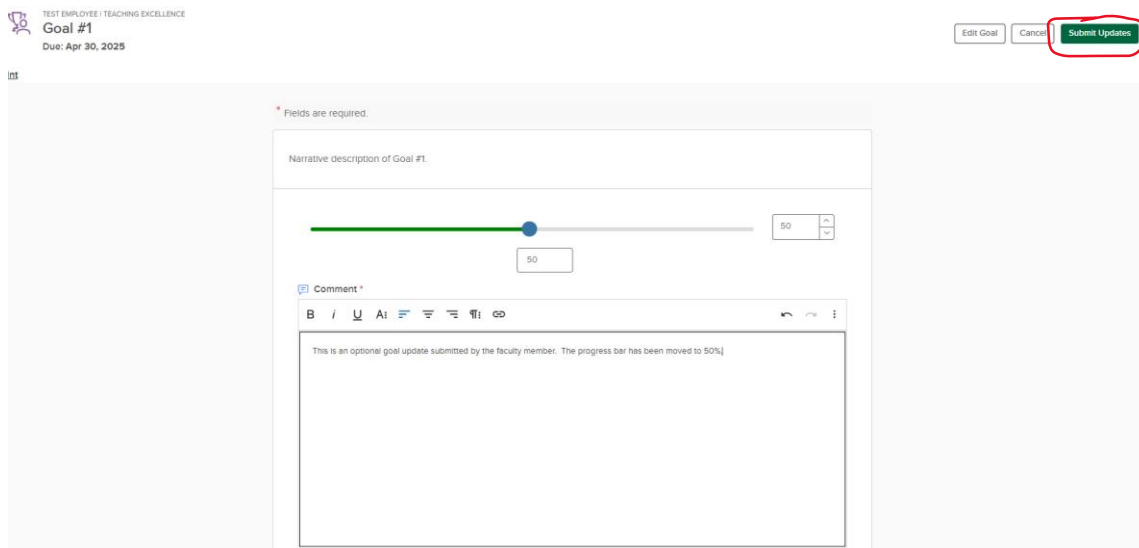 TEST EMPLOYEE | TEACHING EXCELLENCE
Goal #1
Due: Apr 30, 2025
Edit Goal
Cancel
Submit Updates
int
* Fields are required.
Narrative description of Goal #1.
50
50
Comment *
B i U A
This is an optional goal update submitted by the faculty member. The progress bar has been moved to 50%.